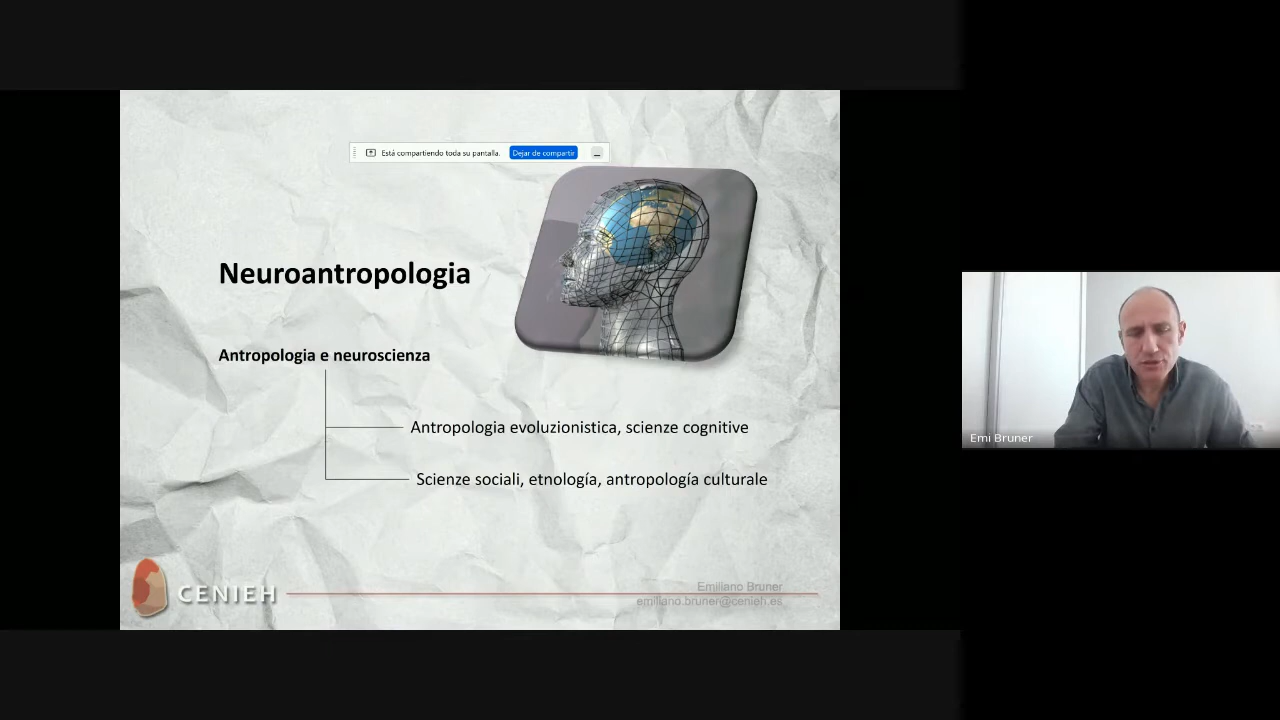 Está compartiendo toda su pantalla. Dejar de compartir
Neuroantropologia
Antropologia e neuroscienza
Antropologia evoluzionistica, scienze cognitive
Scienze sociali, etnología, antropología culturale
CENIEH
Emiliano Bruner
emiliano.bruner@cenieh.es
Emi Bruner